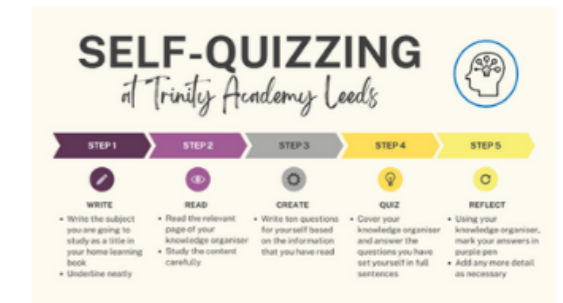 SELF-QUIZZING
at Trinity Academy Leeds
STEP 1
STEP 2
STEP 3
STEP 4
STEP 5
WRITE
• Write the subject
you are going to
study as a title in
your home learning
book
• Underline neatly
READ
• Read the relevant
page of your
knowledge organiser
• Study the content
carefully
CREATE
• Write ten questions
for yourself based
on the information
that you have read
QUIZ
• Cover your
knowledge organiser
and answer the
questions you have
set yourself in full
sentences
REFLECT
• Using your
knowledge organiser,
mark your answers in
purple pen
• Add any more detail
as necessary